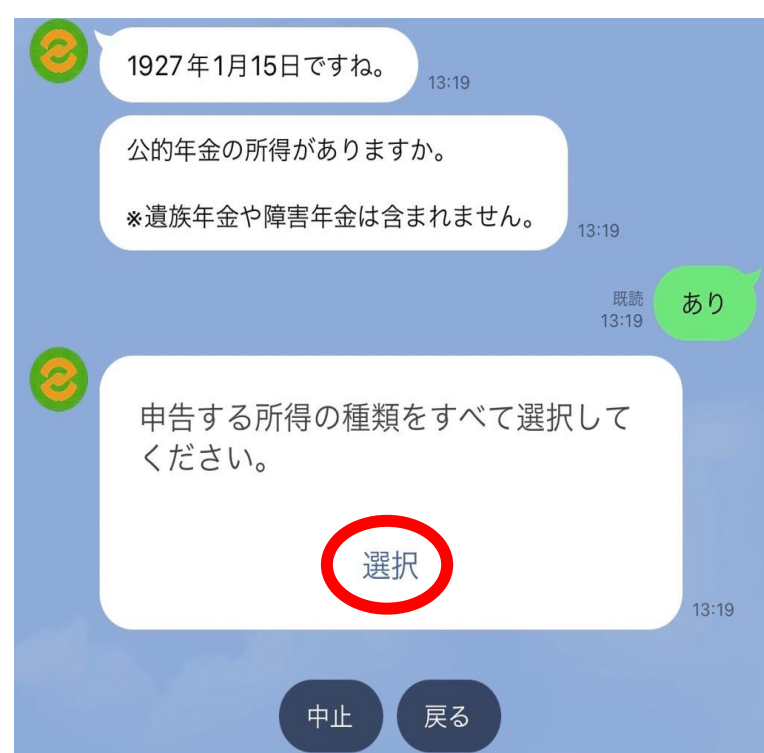 1927年1月15日ですね。
13:19
公的年金の所得がありますか。
※遺族年金や障害年金は含まれません。
13:19
既読
13:19
あり
申告する所得の種類をすべて選択して
ください。
選択
13:19
中止
戻る